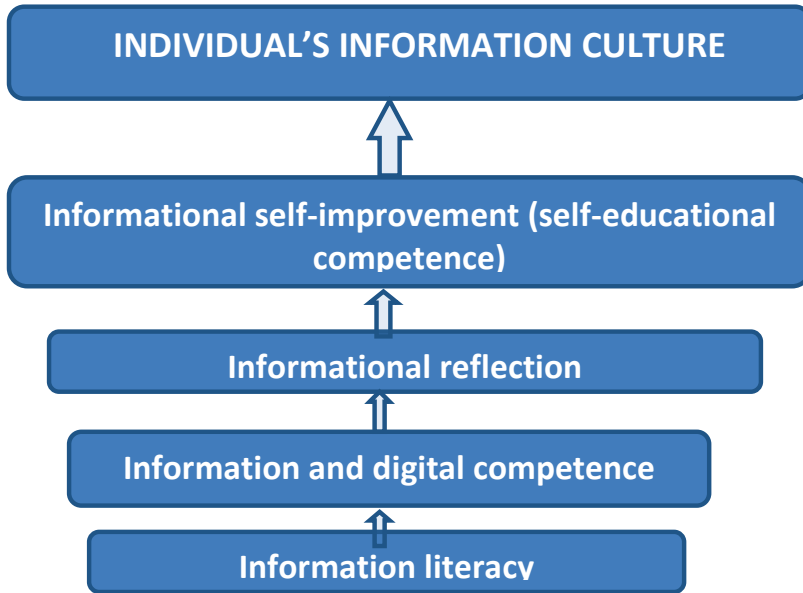 INDIVIDUAL'S INFORMATION CULTURE
Informational self-improvement (self-educational
competence)
Informational reflection
Information and digital competence
Information literacy